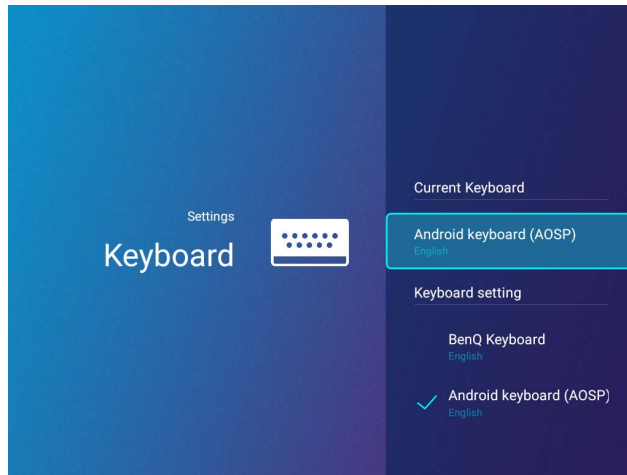 Settings
Keyboard
Current Keyboard
Android keyboard (AOSP)
English
Keyboard setting
BenQ Keyboard
English
Android keyboard (AOSP)
English